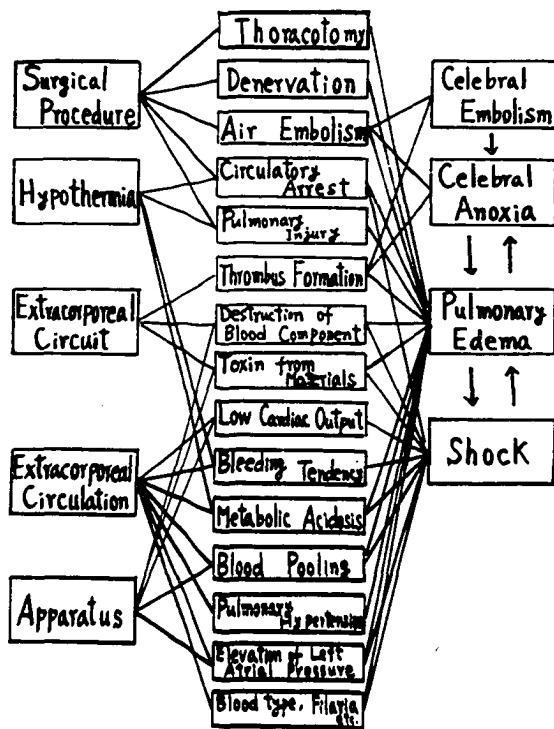 Surgical
Procedure
Hypothermia
Extracorporeal
Circuit
Extracorporeal
Circulation
Apparatus
Thoracotomy
Denervation
Air Embolism
Circulatory
Arrest
Pulmonary
Injury
Thrombus Formation
Destruction of
Blood Component
Toxin from
Materials
Low Cardiac Output
Bleeding Tendency
Metabolic Acidosis
Blood Pooling
Pulmonary
Hypertension
Elevation of Left
Atrial Pressure
Blood type, Filaria
etc.
Celebral
Embolism
↓
Celebral
Anoxia
↓ ↑
Pulmonary
Edema
↓ ↑
Shock